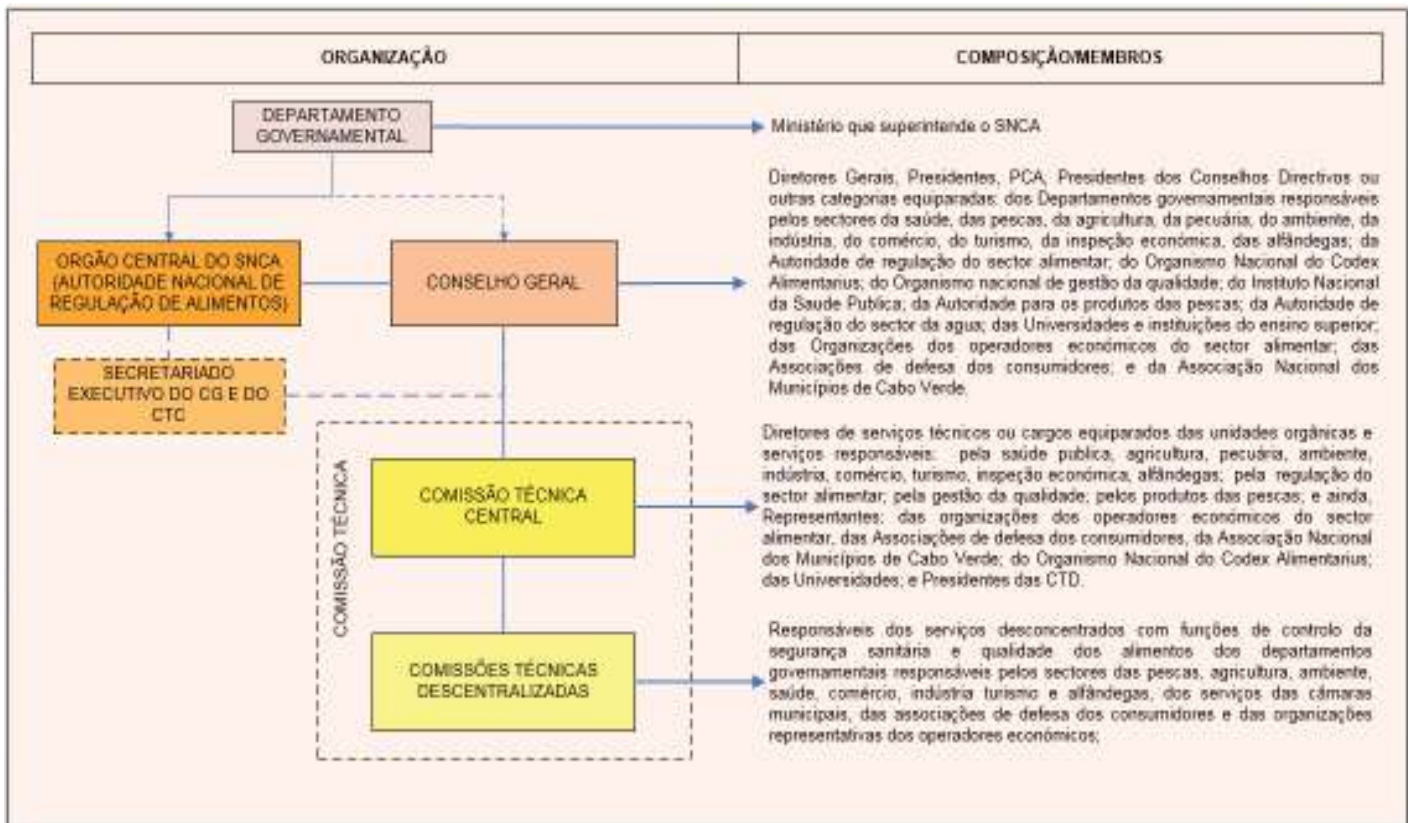 ORGANIZAÇÃO
COMPOSIÇÃO/MEMBROS
DEPARTAMENTO
GOVERNAMENTAL
Ministério que superintende o SNCA
ORGÃO CENTRAL DO SNCA
(AUTORIDADE NACIONAL DE
REGULAÇÃO DE ALIMENTOS)
CONSELHO GERAL
Diretores Gerais, Presidentes, PCA, Presidentes dos Conselhos Directivos ou
outras categorias equiparadas; dos Departamentos governamentais responsáveis
pelos sectores da saúde, das pescas, da agricultura, da pecuária, do ambiente, da
indústria, do comércio, do turismo, da inspeção económica, das alfândegas; da
Autoridade de regulação do sector alimentar; do Organismo Nacional do Codex
Alimentarius; do Organismo nacional de gestão da qualidade; do Instituto Nacional
da Saude Publica; da Autoridade para os produtos das pescas; da Autoridade de
regulação do sector da agua; das Universidades e instituições do ensino superior;
das Organizações dos operadores económicos do sector alimentar; das
Associações de defesa dos consumidores; e da Associação Nacional dos
Municípios de Cabo Verde.
SECRETARIADO
EXECUTIVO DO CG E DO
CTC
COMISSÃO TÉCNICA
COMISSÃO TÉCNICA
CENTRAL
Diretores de serviços técnicos ou cargos equiparados das unidades orgânicas e
serviços responsáveis: pela saúde publica, agricultura, pecuária, ambiente,
indústria, comércio, turismo, inspeção económica, alfândegas; pela regulação do
sector alimentar; pela gestão da qualidade; pelos produtos das pescas; e ainda,
Representantes: das organizações dos operadores económicos do sector
alimentar, das Associações de defesa dos consumidores, da Associação Nacional
dos Municípios de Cabo Verde; do Organismo Nacional do Codex Alimentarius;
das Universidades; e Presidentes das CTD.
COMISSÕES TÉCNICAS
DESCENTRALIZADAS
Responsáveis dos serviços desconcentrados com funções de controlo da
segurança sanitária e qualidade dos alimentos dos departamentos
governamentais responsáveis pelos sectores das pescas, agricultura, ambiente,
saúde, comércio, indústria turismo e alfândegas, dos serviços das câmaras
municipais, das associações de defesa dos consumidores e das organizações
representativas dos operadores económicos;